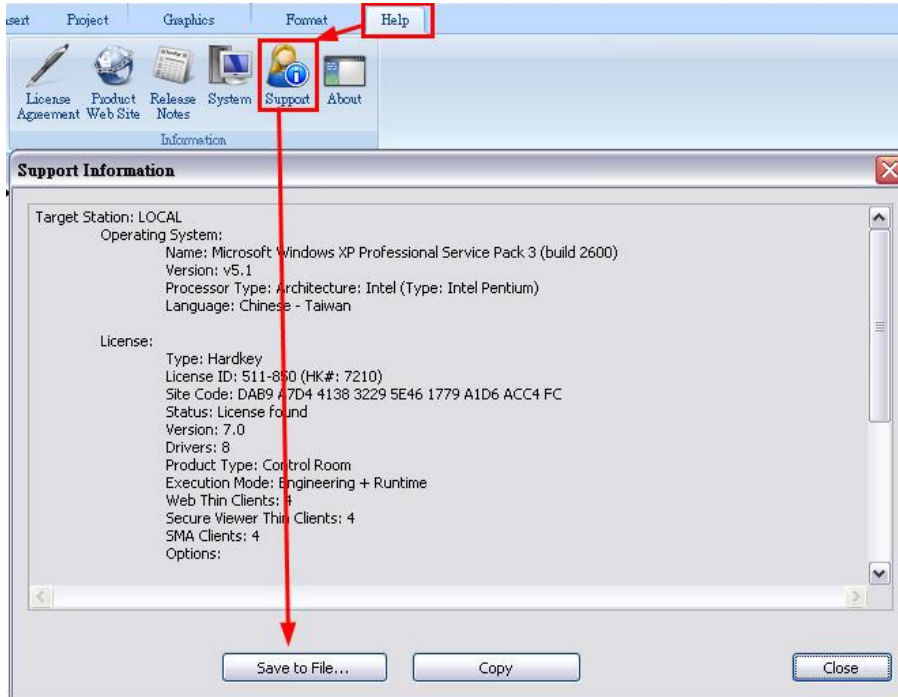 Project Graphics Format Help
License Agreement Product Web Site Release Notes System Support About
Information
Support Information
Target Station: LOCAL
Operating System:
Name: Microsoft Windows XP Professional Service Pack 3 (build 2600)
Version: v5.1
Processor Type: Architecture: Intel (Type: Intel Pentium)
Language: Chinese - Taiwan
License:
Type: Hardkey
License ID: 511-850 (HK#: 7210)
Site Code: DAB9 A7D4 4138 3229 5E46 1779 A1D6 ACC4 FC
Status: License found
Version: 7.0
Drivers: 8
Product Type: Control Room
Execution Mode: Engineering + Runtime
Web Thin Clients: 4
Secure Viewer Thin Clients: 4
SMA Clients: 4
Options:
Save to File... Copy Close